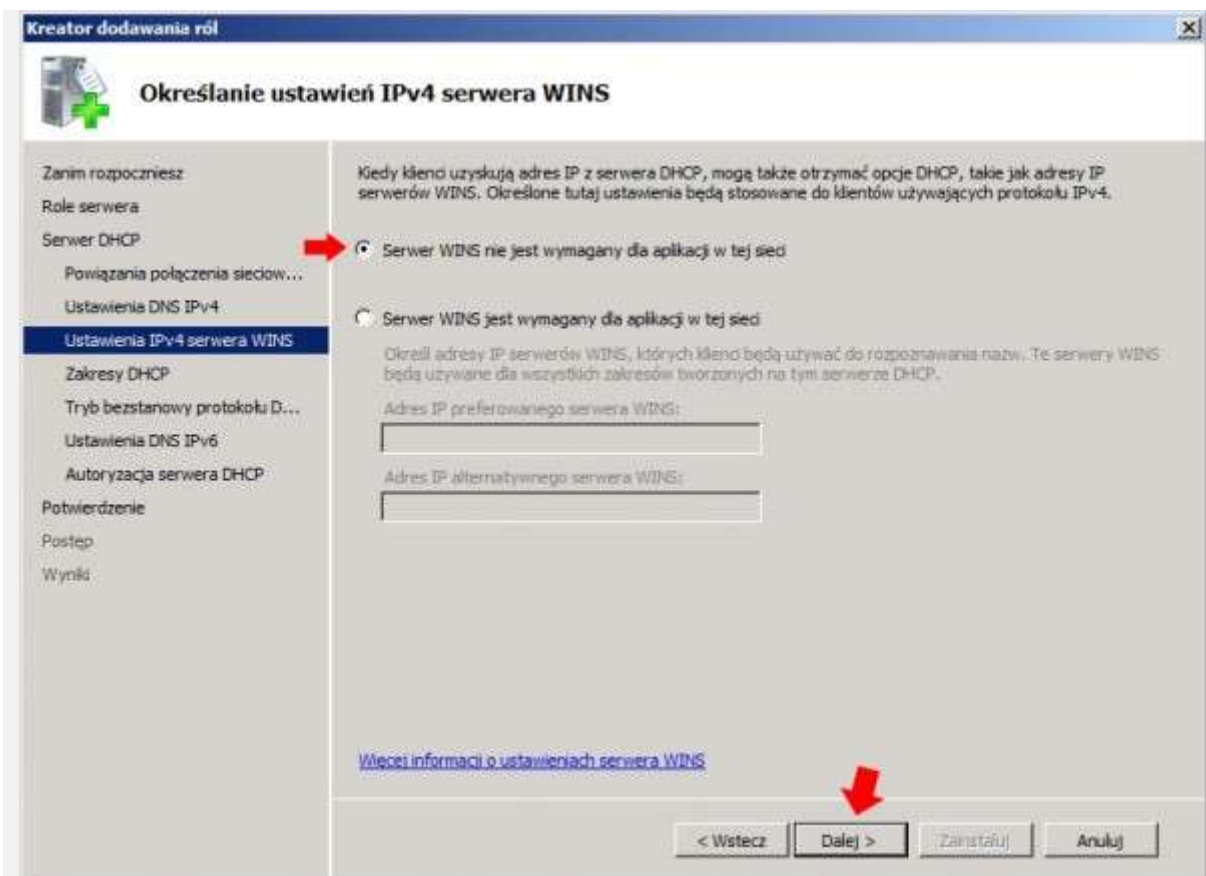 Kreator dodawania ról
Określanie ustawień IPv4 serwera WINS
Zanim rozpoczniesz
Role serwera
Serwer DHCP
Powiązania połączenia sieciow...
Ustawienia DNS IPv4
Ustawienia IPv4 serwera WINS
Zakresy DHCP
Tryb bezstanowy protokołu D...
Ustawienia DNS IPv6
Autoryzacja serwera DHCP
Potwierdzenie
Postęp
Wyniki
Kiedy klienci uzyskują adres IP z serwera DHCP, mogą także otrzymać opcje DHCP, takie jak adresy IP
serwerów WINS. Określone tutaj ustawienia będą stosowane do klientów używających protokołu IPv4.
Serwer WINS nie jest wymagany dla aplikacji w tej sieci
Serwer WINS jest wymagany dla aplikacji w tej sieci
Określ adresy IP serwerów WINS, których klienci będą używać do rozpoznawania nazw. Te serwery WINS
będą używane dla wszystkich zakresów tworzonych na tym serwerze DHCP.
Adres IP preferowanego serwera WINS:
Adres IP alternatywnego serwera WINS:
Więcej informacji o ustawieniach serwera WINS
< Wstecz
Dalej >
Zainstaluj
Anuluj